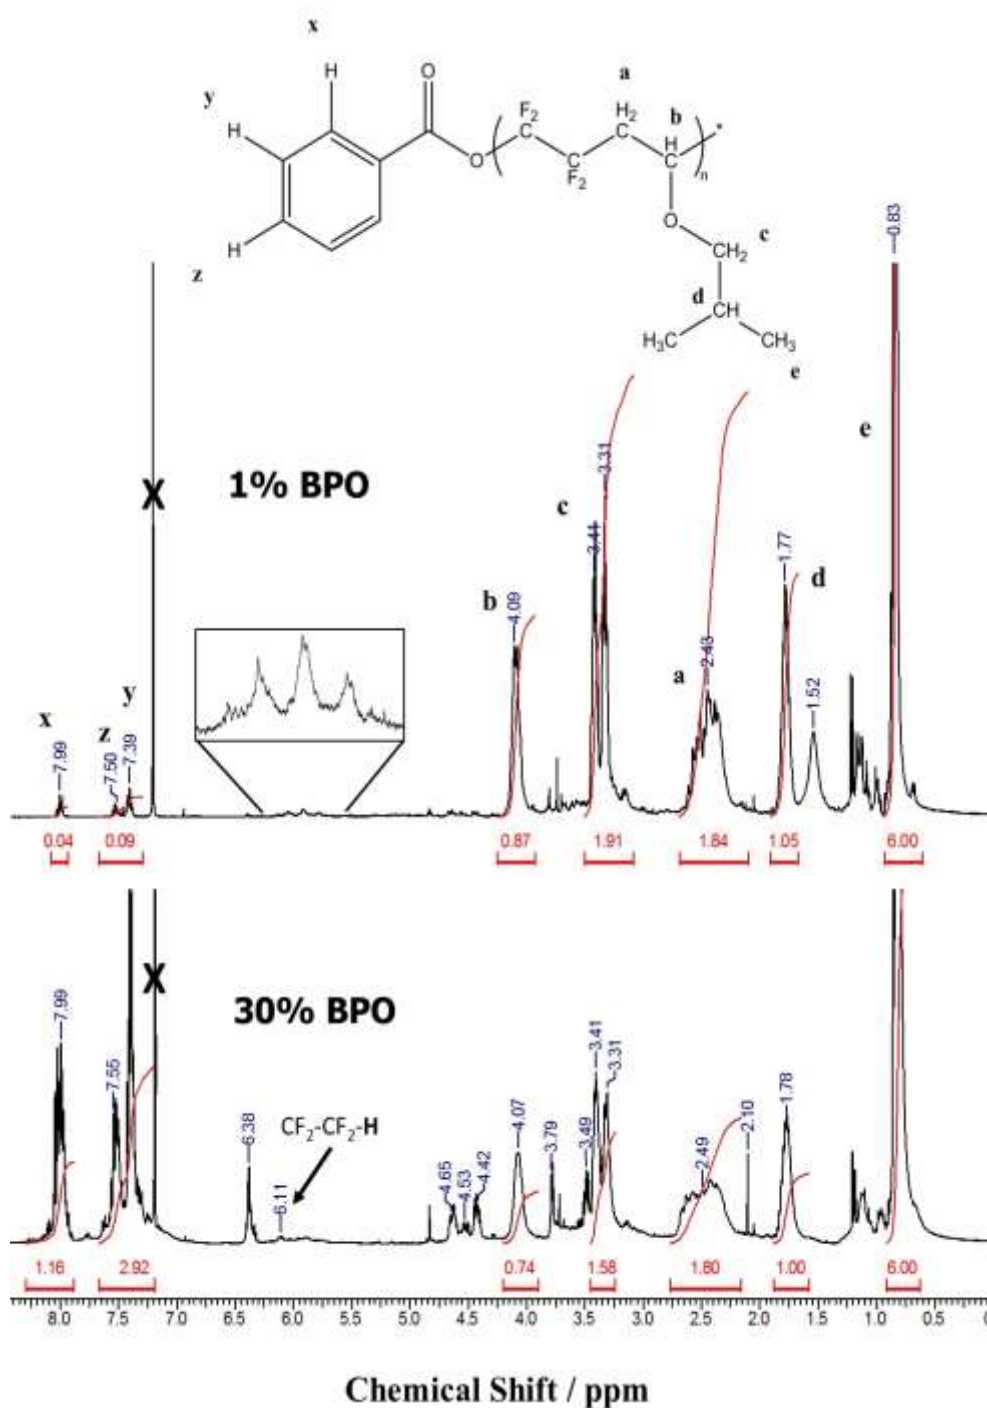 x
H
O
a
y
F2
H2
b
H
C
C
H
*
H
O
C
F2
n
O
c
H
CH2
z
d
CH
H3C
CH3
e
0.83
e
1% BPO
X
c
3.41
3.31
b
4.09
a
2.43
1.77
d
1.52
x
7.99
z
7.50
y
7.39
0.04
0.09
0.87
1.91
1.84
1.05
6.00
X
30% BPO
7.99
7.55
6.38
CF2-CF2-H
6.11
4.65
4.53
4.42
4.07
3.79
3.49
3.41
3.31
2.49
2.10
1.78
1.16
2.92
0.74
1.58
1.80
1.00
6.00
8.0 7.5 7.0 6.5 6.0 5.5 5.0 4.5 4.0 3.5 3.0 2.5 2.0 1.5 1.0 0.5 0
Chemical Shift / ppm